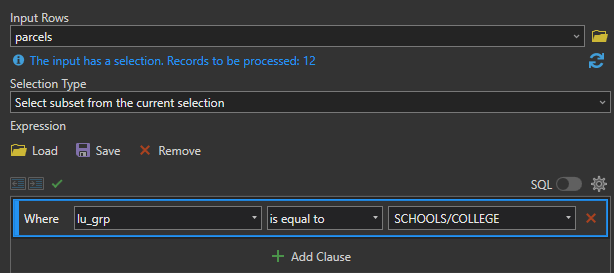 Input Rows
parcels
The input has a selection. Records to be processed: 12
Selection Type
Select subset from the current selection
Expression
Load Save Remove
SQL
Where lu_grp is equal to SCHOOLS/COLLEGE
Add Clause